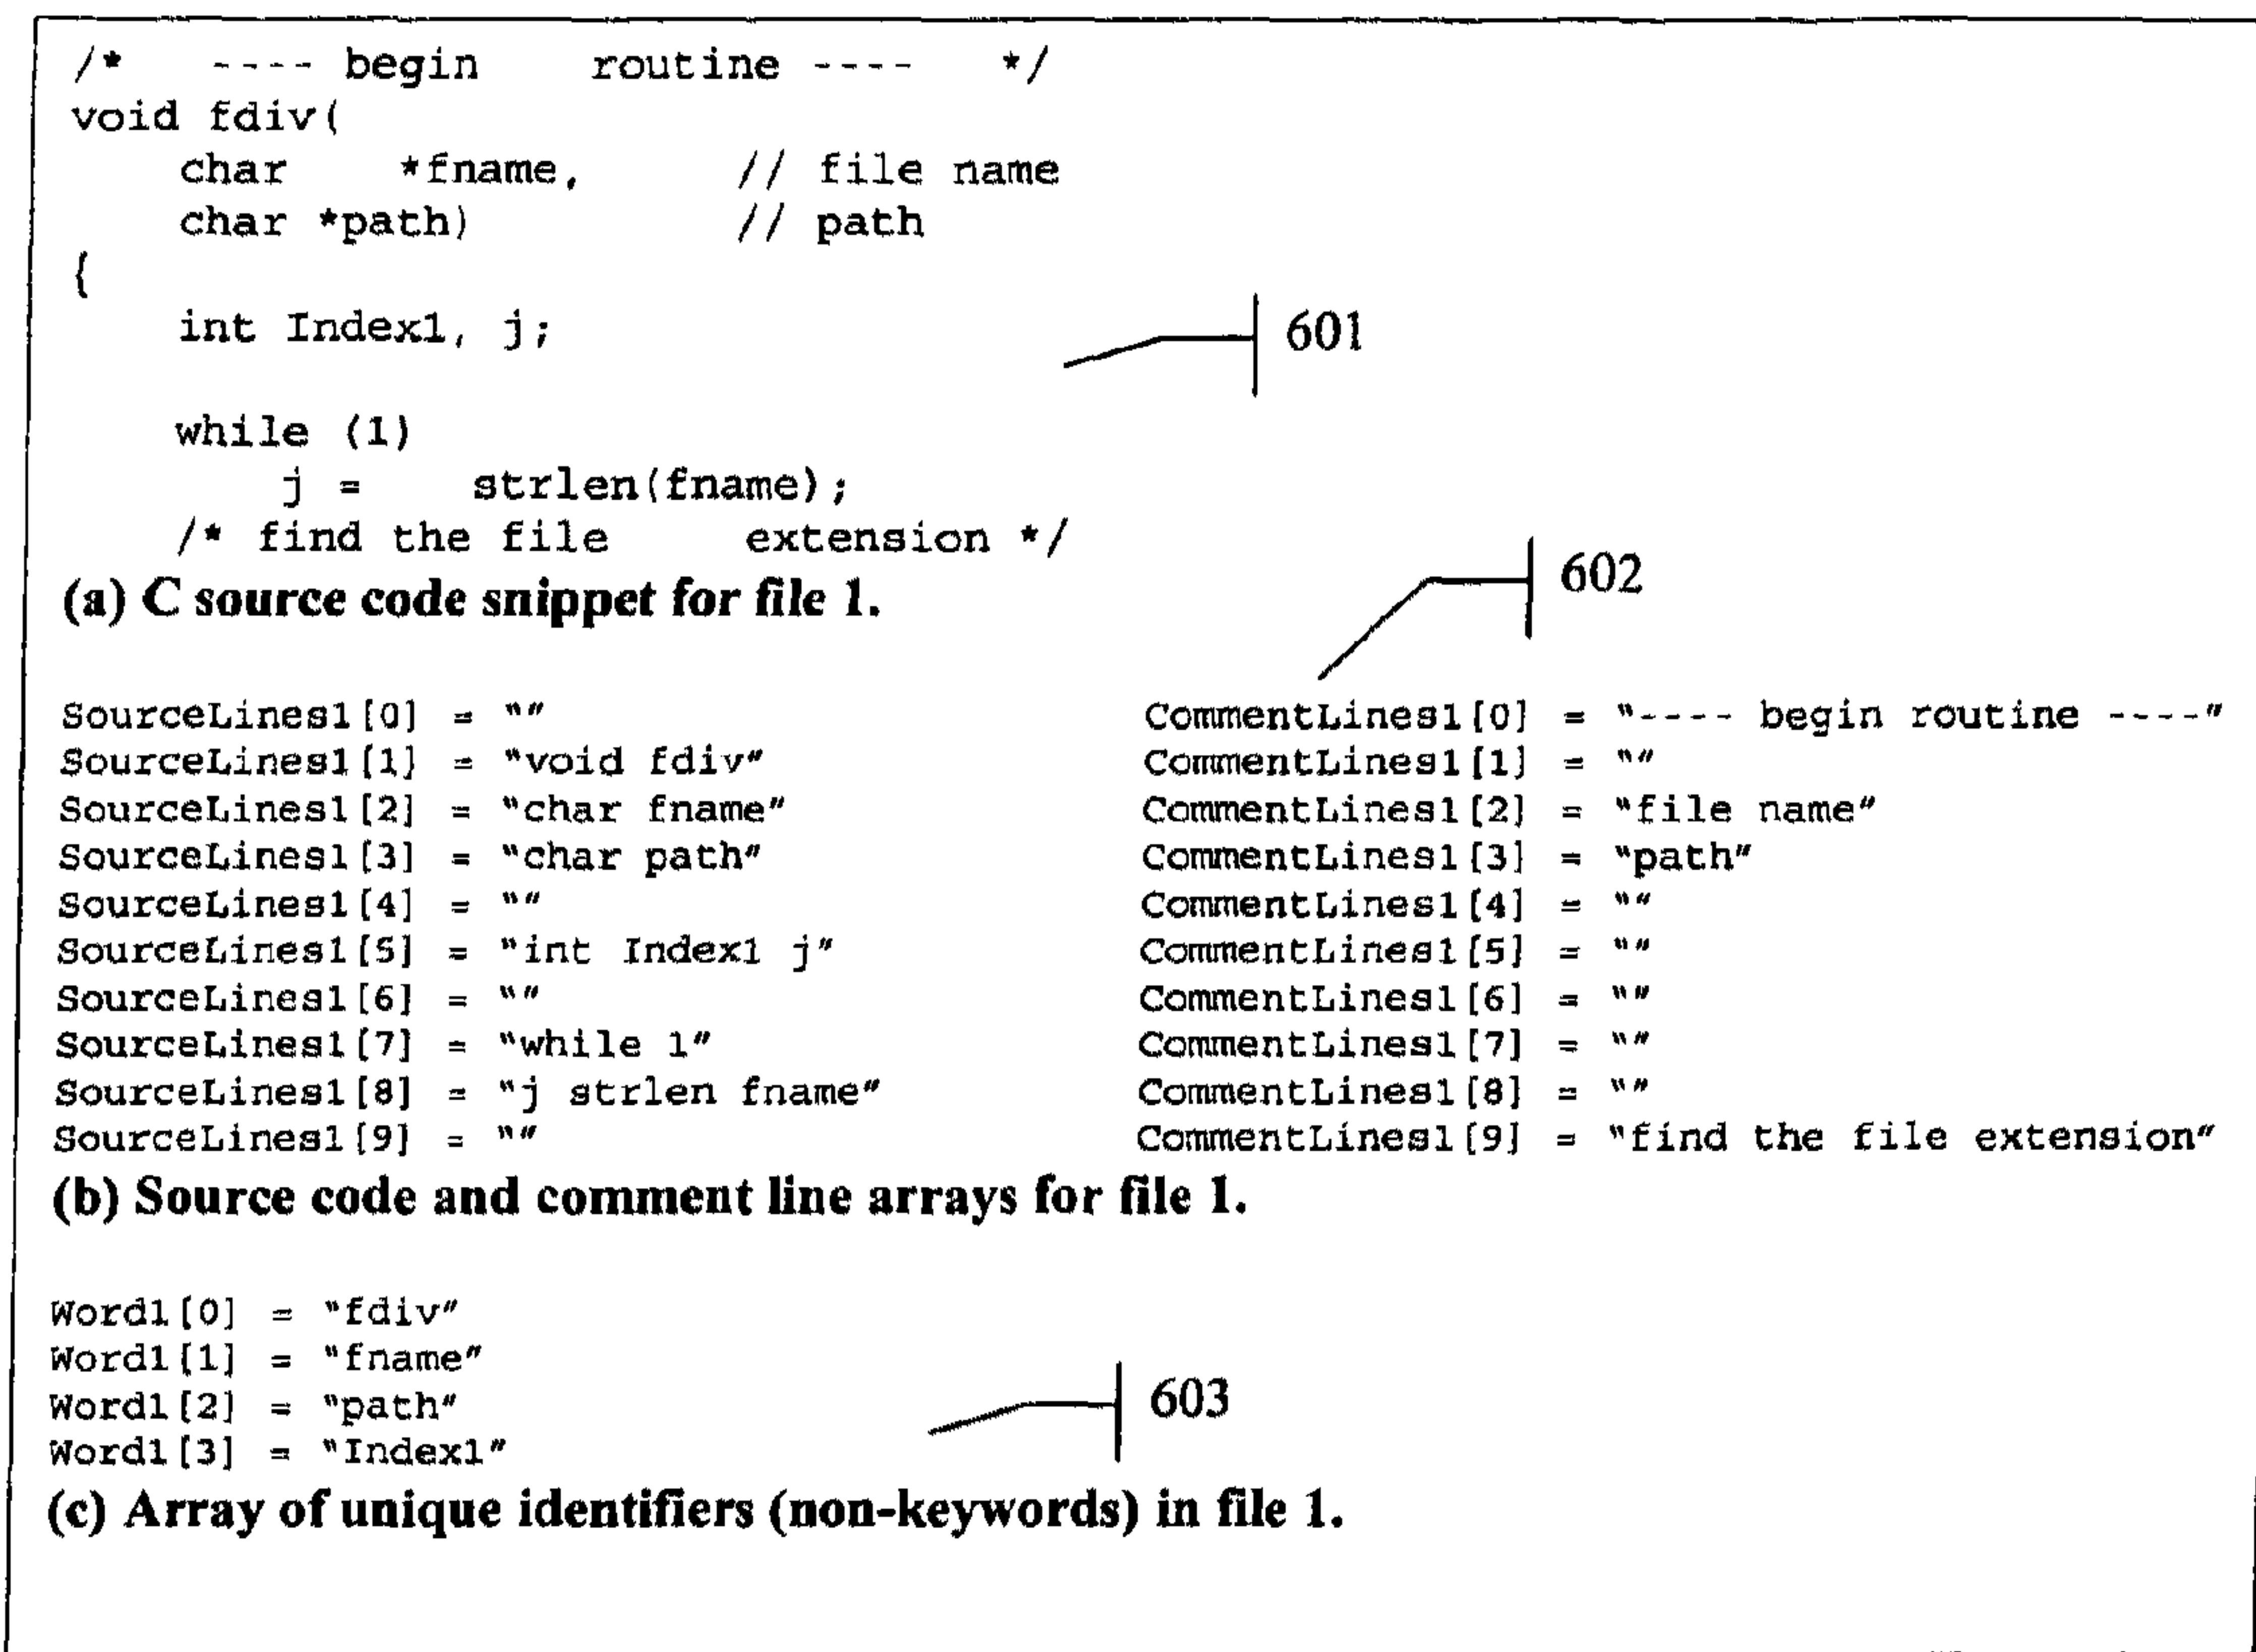 /*   ---- begin    routine ----   */
void fdiv(
    char    *fname,      // file name
    char *path)          // path
{
    int Index1, j;
601
    while (1)
        j =    strlen(fname);
    /* find the file     extension */
602
(a) C source code snippet for file 1.
SourceLines1[0] = ""    CommentLines1[0] = "---- begin routine ----"
SourceLines1[1] = "void fdiv"    CommentLines1[1] = ""
SourceLines1[2] = "char fname"    CommentLines1[2] = "file name"
SourceLines1[3] = "char path"    CommentLines1[3] = "path"
SourceLines1[4] = ""    CommentLines1[4] = ""
SourceLines1[5] = "int Index1 j"    CommentLines1[5] = ""
SourceLines1[6] = ""    CommentLines1[6] = ""
SourceLines1[7] = "while 1"    CommentLines1[7] = ""
SourceLines1[8] = "j strlen fname"    CommentLines1[8] = ""
SourceLines1[9] = ""    CommentLines1[9] = "find the file extension"
(b) Source code and comment line arrays for file 1.
Word1[0] = "fdiv"
Word1[1] = "fname"
Word1[2] = "path"
603
Word1[3] = "Index1"
(c) Array of unique identifiers (non-keywords) in file 1.